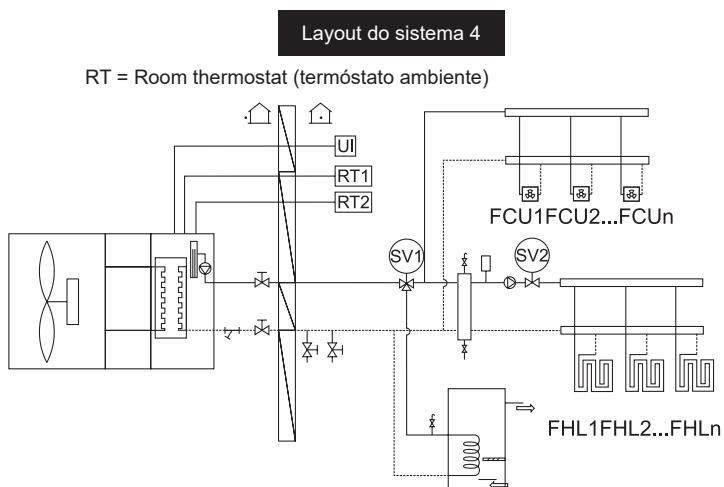 Layout do sistema 4
RT = Room thermostat (termóstato ambiente)
UI
RT1
RT2
FCU1FCU2...FCUn
SV1
SV2
FHL1FHL2...FHLn